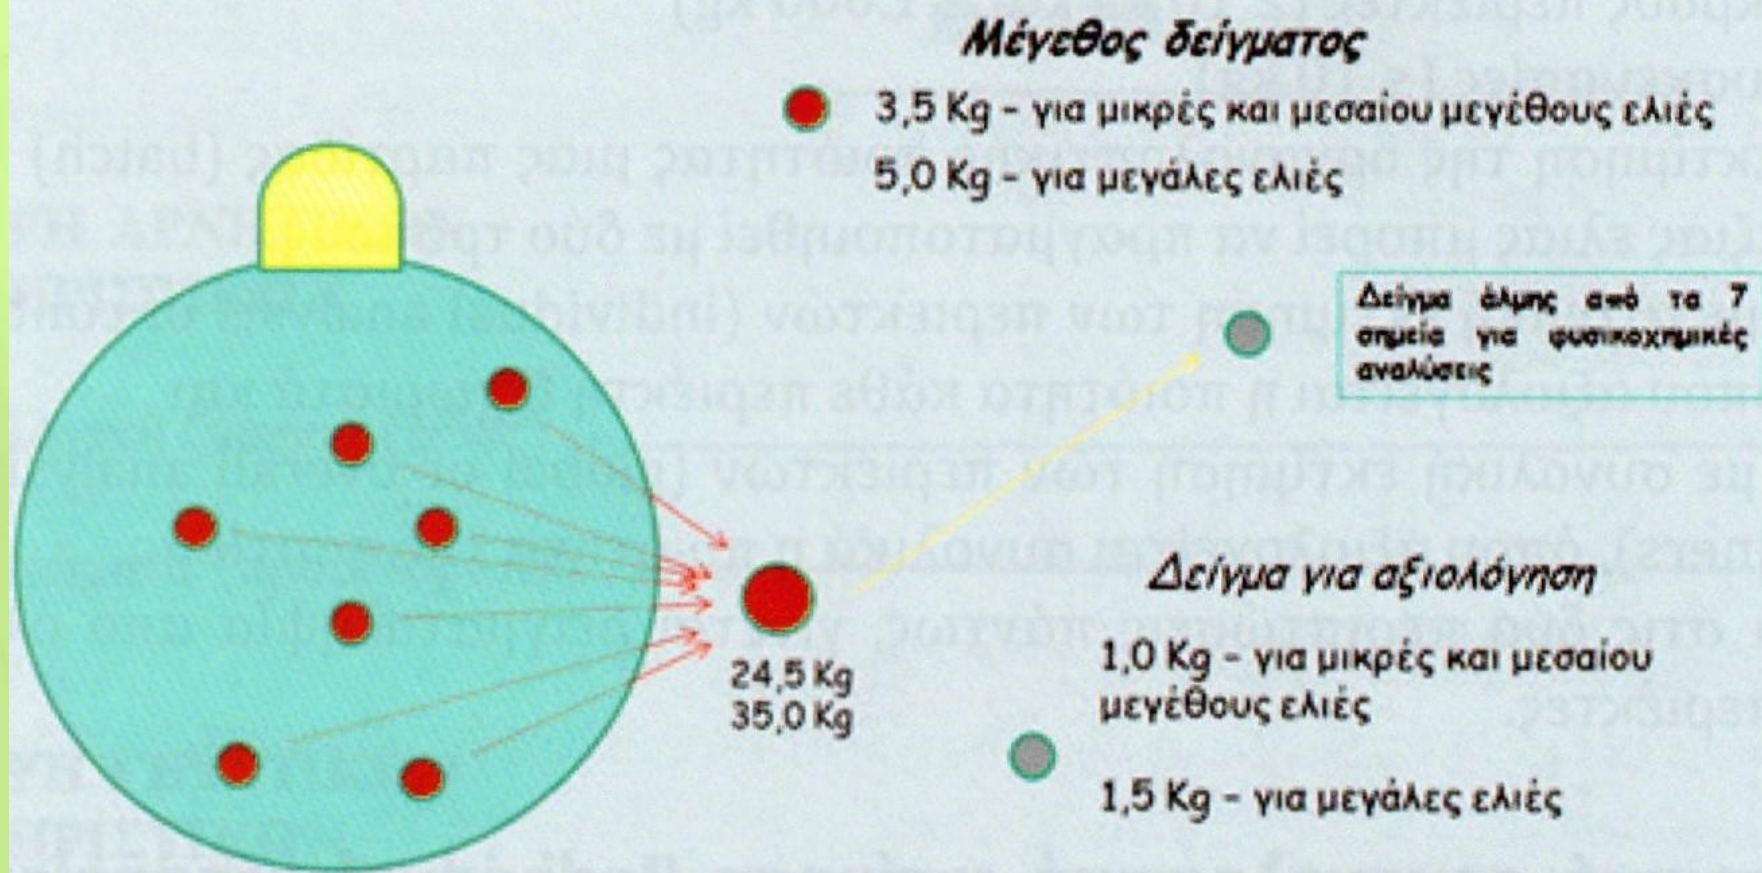 Μέγεθος δείγματος
3,5 Kg - για μικρές και μεσαίου μεγέθους ελιές
5,0 Kg - για μεγάλες ελιές
Δείγμα άλμης από τα 7
σημεία για φυσικοχημικές
αναλύσεις
24,5 Kg
35,0 Kg
Δείγμα για αξιολόγηση
1,0 Kg - για μικρές και μεσαίου
μεγέθους ελιές
1,5 Kg - για μεγάλες ελιές